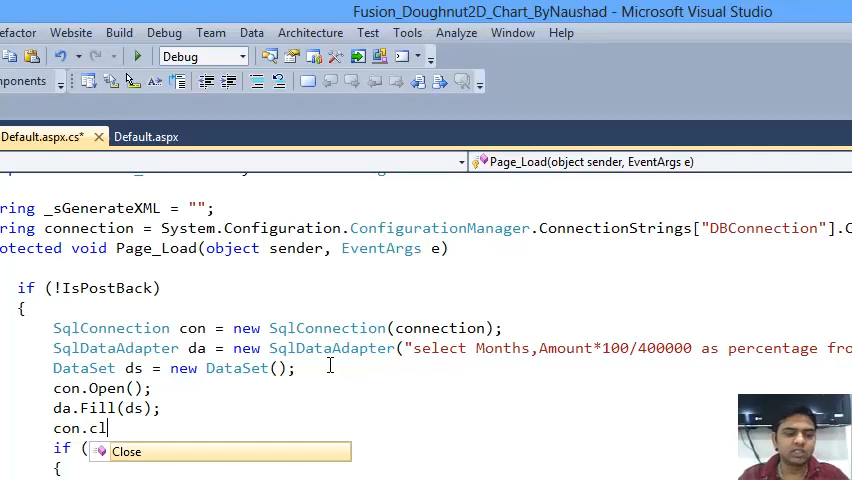 Fusion_Doughnut2D_Chart_ByNaushad - Microsoft Visual Studio
efactor Website Build Debug Team Data Architecture Test Tools Analyze Window Help
Debug
mponents
Default.aspx.cs* Default.aspx
Page_Load(object sender, EventArgs e)
ring _sGenerateXML = "";
ring connection = System.Configuration.ConfigurationManager.ConnectionStrings["DBConnection"].C
otected void Page_Load(object sender, EventArgs e)
if (!IsPostBack)
{
SqlConnection con = new SqlConnection(connection);
SqlDataAdapter da = new SqlDataAdapter("select Months,Amount*100/400000 as percentage fro
DataSet ds = new DataSet();
con.Open();
da.Fill(ds);
con.cl
if (
Close
{